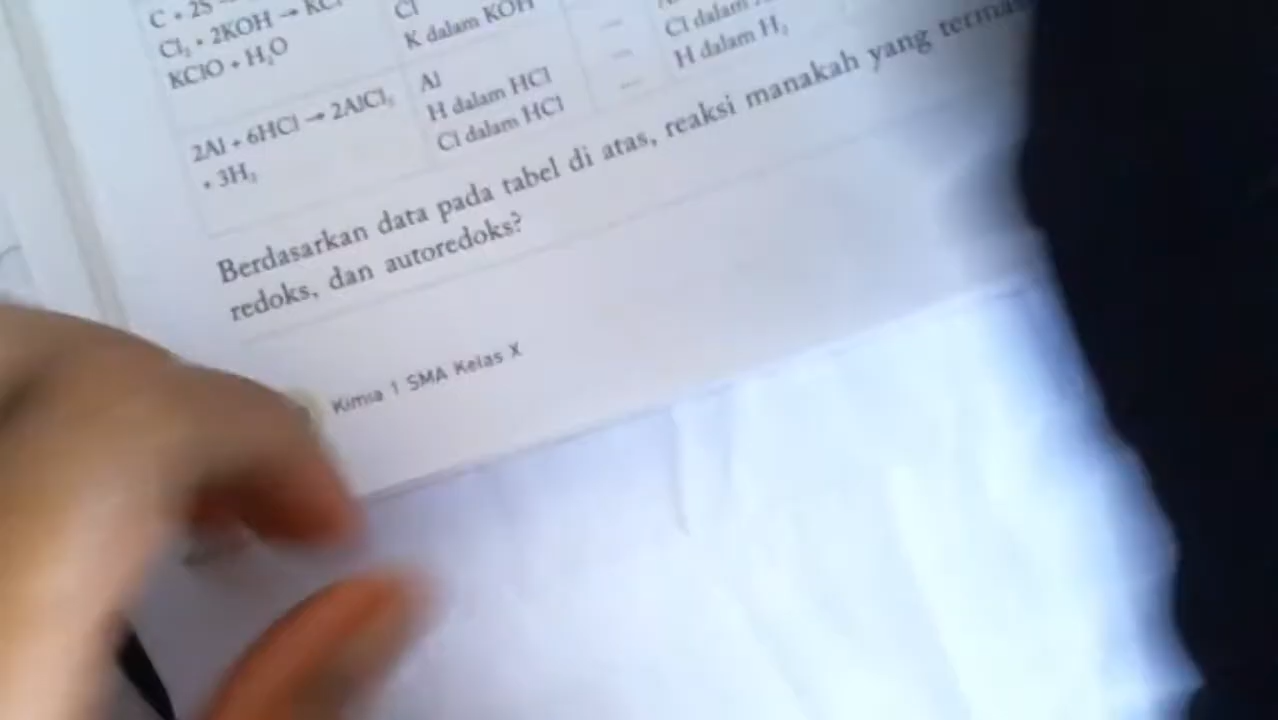 C + 2S
Cl₂ + 2KOH → KCl
KClO + H₂O
Cl
K dalam KOH
...
...
Cl dalam
H dalam H₂
2Al + 6HCl → 2AlCl₃
+ 3H₂
Al
H dalam HCl
Cl dalam HCl
...
Berdasarkan data pada tabel di atas, reaksi manakah yang
redoks, dan autoredoks?
Kimia 1 SMA Kelas X